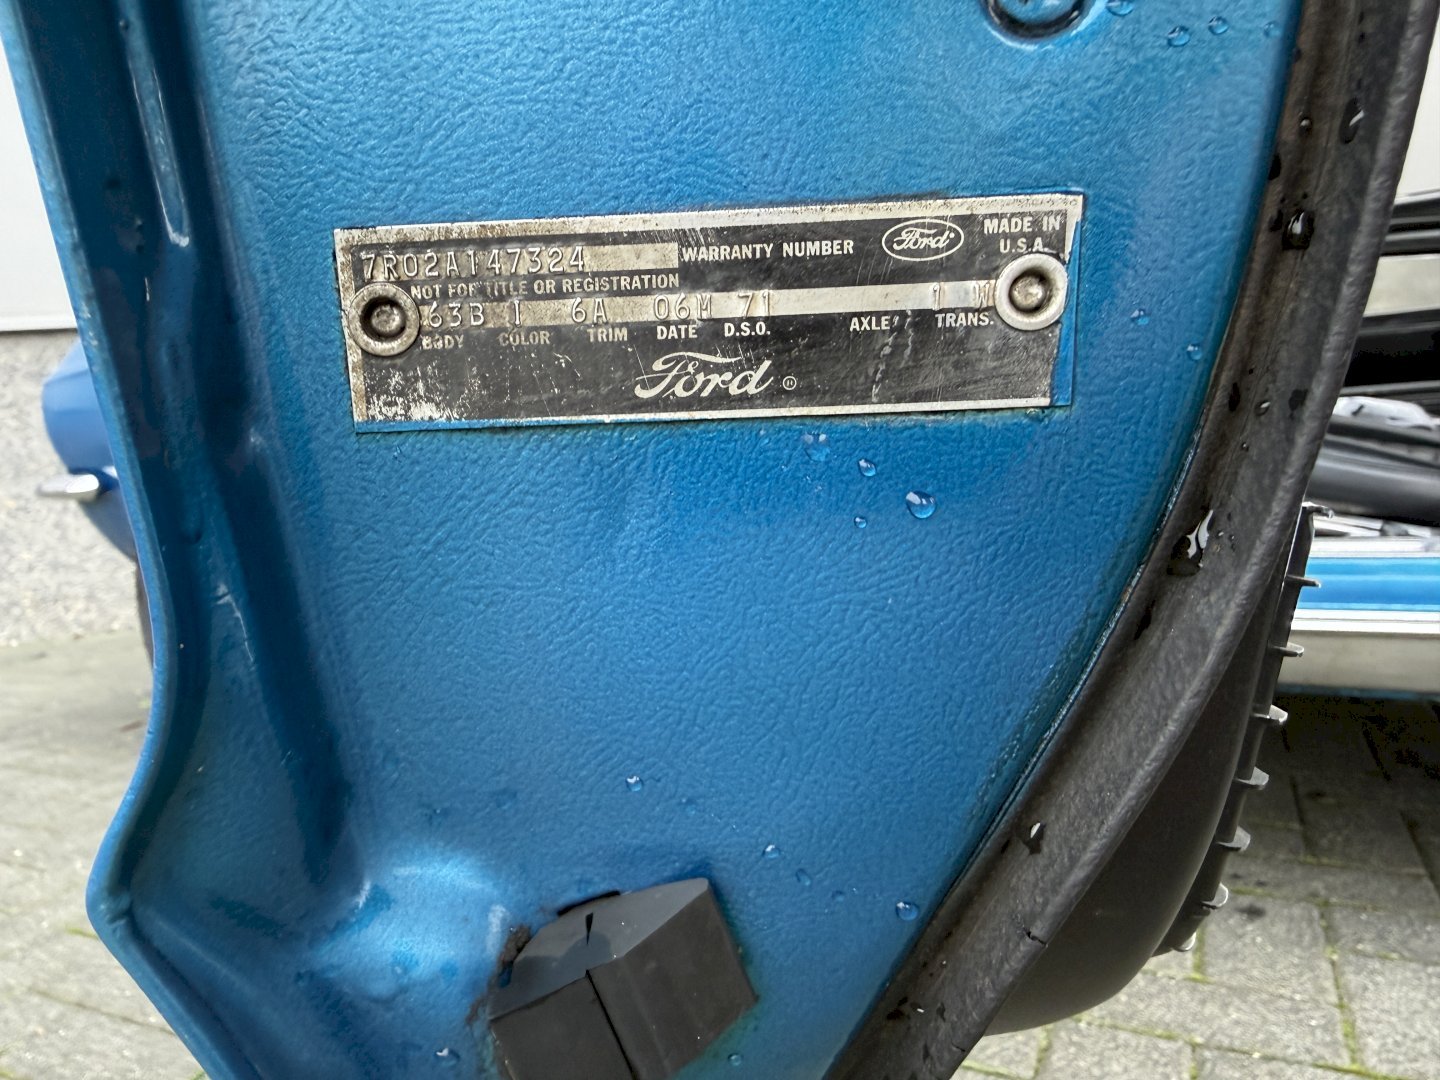 7R02A147324 WARRANTY NUMBER Ford MADE IN U.S.A.
NOT FOR TITLE OR REGISTRATION
63B I 6A 06M 71 1 W
BODY COLOR TRIM DATE D.S.O. AXLE TRANS.
Ford